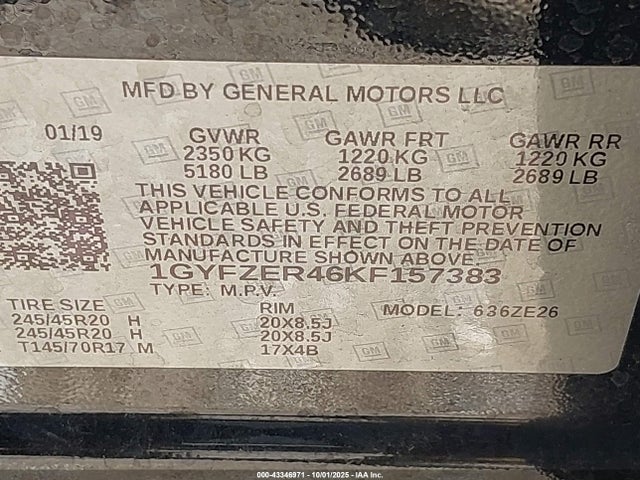 MFD BY GENERAL MOTORS LLC
01/19 GVWR GAWR FRT GAWR RR
2350 KG 1220 KG 1220 KG
5180 LB 2689 LB 2689 LB
THIS VEHICLE CONFORMS TO ALL
APPLICABLE U.S. FEDERAL MOTOR
VEHICLE SAFETY AND THEFT PREVENTION
STANDARDS IN EFFECT ON THE DATE OF
MANUFACTURE SHOWN ABOVE.
1GYFZER46KF157383
TYPE: M.P.V. MODEL: 636ZE26
TIRE SIZE RIM
245/45R20 H 20X8.5J
245/45R20 H 20X8.5J
T145/70R17 M 17X4B
000-43346971 - 10/01/2025 - IAA Inc.